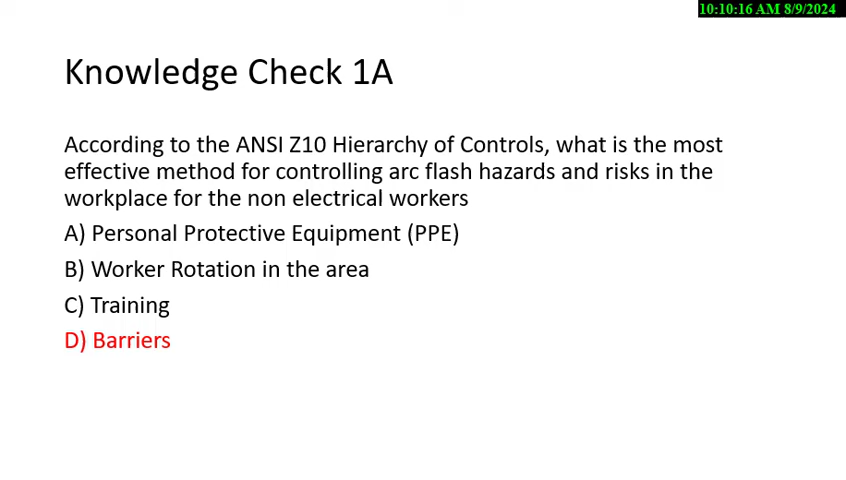 10:10:16 AM 8/9/2024
Knowledge Check 1A
According to the ANSI Z10 Hierarchy of Controls, what is the most
effective method for controlling arc flash hazards and risks in the
workplace for the non electrical workers
A) Personal Protective Equipment (PPE)
B) Worker Rotation in the area
C) Training
D) Barriers